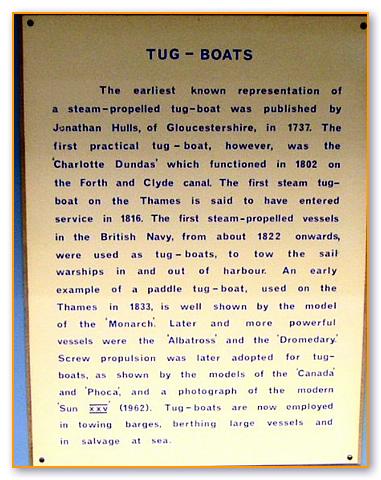 TUG – BOATS
The earliest known representation of
a steam-propelled tug-boat was published by
Jonathan Hulls, of Gloucestershire, in 1737. The
first practical tug – boat, however, was the
'Charlotte Dundas' which functioned in 1802 on
the Forth and Clyde canal. The first steam tug-
boat on the Thames is said to have entered
service in 1816. The first steam-propelled vessels
in the British Navy, from about 1822 onwards,
were used as tug-boats, to tow the sail
warships in and out of harbour. An early
example of a paddle tug-boat, used on the
Thames in 1833, is well shown by the model
of the 'Monarch'. Later and more powerful
vessels were the 'Albatross' and the 'Dromedary.'
Screw propulsion was later adopted for tug-
boats, as shown by the models of the 'Canada'
and 'Phoca', and a photograph of the modern
'Sun XXV' (1962). Tug-boats are now employed
in towing barges, berthing large vessels and
in salvage at sea.